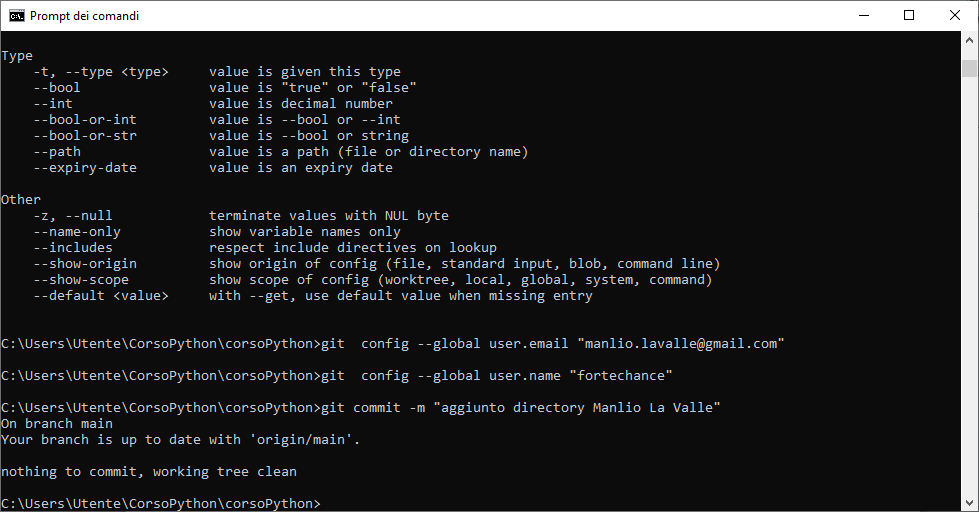 Prompt dei comandi
Type
    -t, --type <type>     value is given this type
    --bool                value is "true" or "false"
    --int                 value is decimal number
    --bool-or-int         value is --bool or --int
    --bool-or-str         value is --bool or string
    --path                value is a path (file or directory name)
    --expiry-date         value is an expiry date
Other
    -z, --null            terminate values with NUL byte
    --name-only           show variable names only
    --includes            respect include directives on lookup
    --show-origin         show origin of config (file, standard input, blob, command line)
    --show-scope          show scope of config (worktree, local, global, system, command)
    --default <value>     with --get, use default value when missing entry
C:\Users\Utente\CorsoPython\corsoPython>git  config --global user.email "manlio.lavalle@gmail.com"
C:\Users\Utente\CorsoPython\corsoPython>git  config --global user.name "fortechance"
C:\Users\Utente\CorsoPython\corsoPython>git commit -m "aggiunto directory Manlio La Valle"
On branch main
Your branch is up to date with 'origin/main'.
nothing to commit, working tree clean
C:\Users\Utente\CorsoPython\corsoPython>